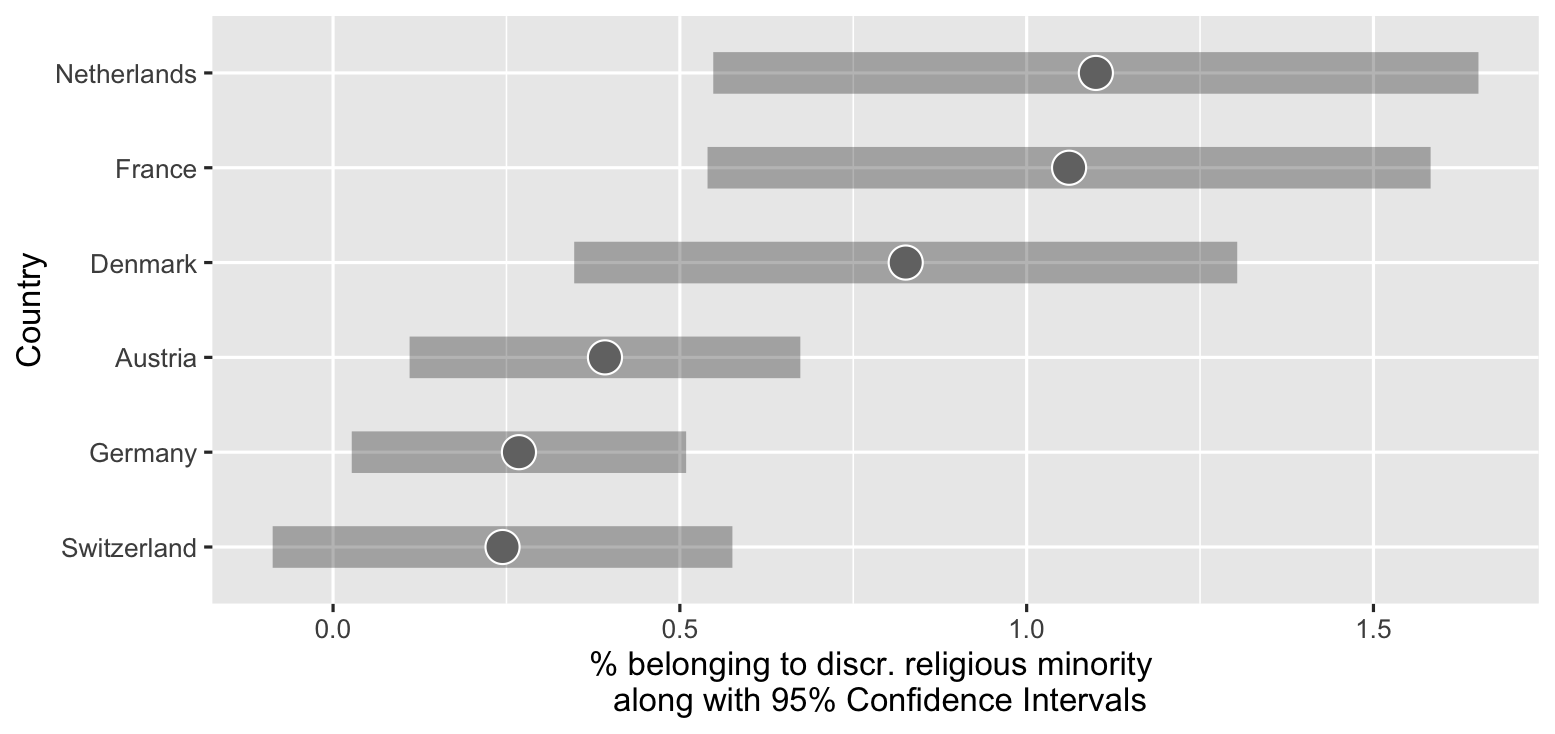 Netherlands
France
Denmark
Austria
Germany
Switzerland
Country
0.0
0.5
1.0
1.5
% belonging to discr. religious minority
along with 95% Confidence Intervals